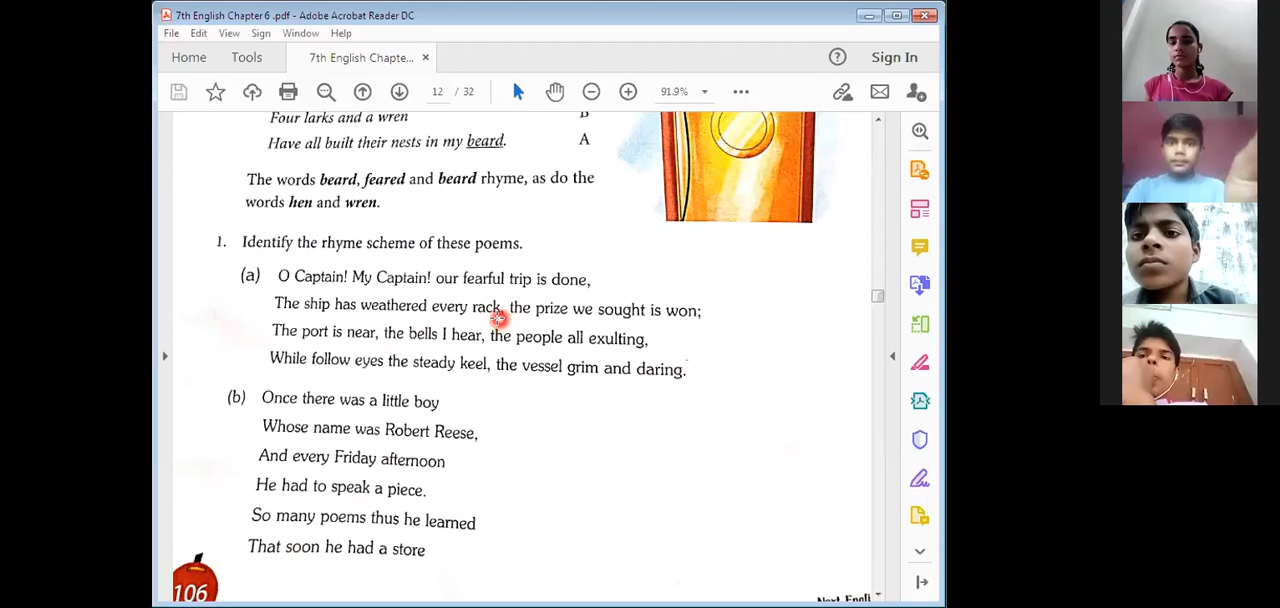 7th English Chapter 6 .pdf - Adobe Acrobat Reader DC
File Edit View Sign Window Help
Home Tools 7th English Chapte... × Sign In
12 / 32 91.9%
Four larks and a wren B
Have all built their nests in my beard. A
The words beard, feared and beard rhyme, as do the
words hen and wren.
1. Identify the rhyme scheme of these poems.
(a) O Captain! My Captain! our fearful trip is done,
The ship has weathered every rack, the prize we sought is won;
The port is near, the bells I hear, the people all exulting,
While follow eyes the steady keel, the vessel grim and daring.
(b) Once there was a little boy
Whose name was Robert Reese,
And every Friday afternoon
He had to speak a piece.
So many poems thus he learned
That soon he had a store
106
Next Engli